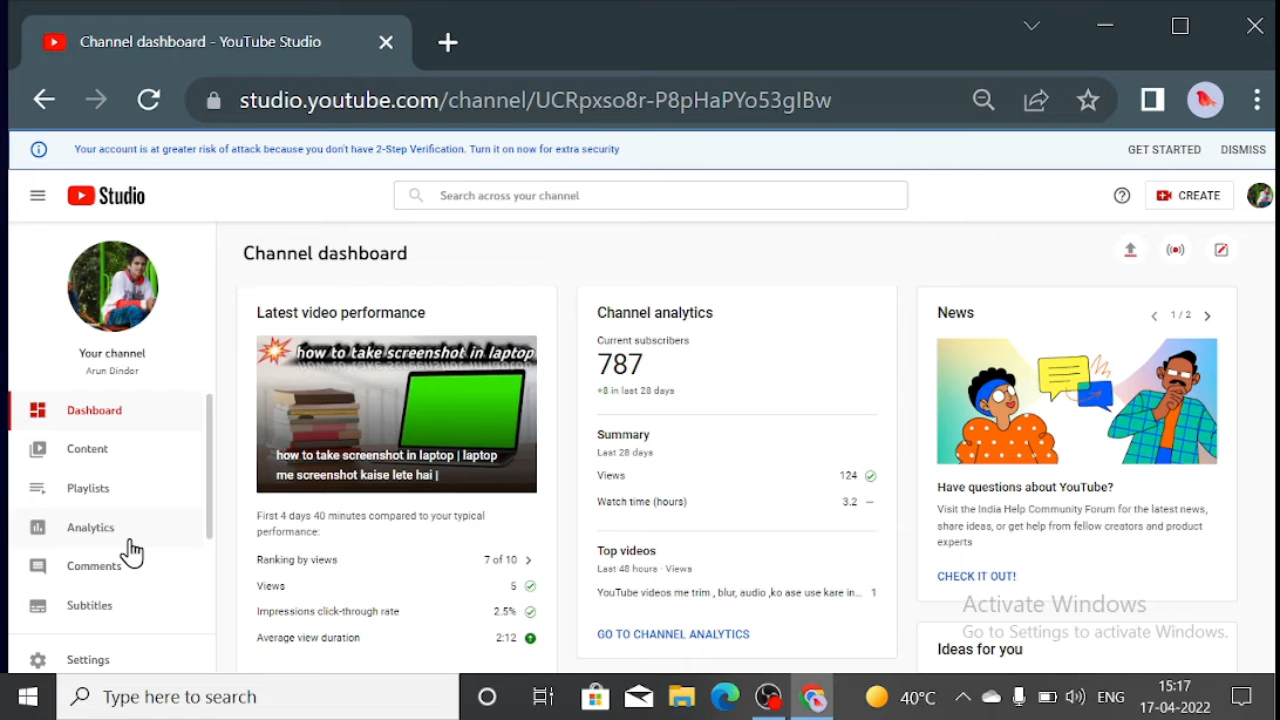 Channel dashboard - YouTube Studio
studio.youtube.com/channel/UCRpxso8r-P8pHaPYo53gIBw
Your account is at greater risk of attack because you don't have 2-Step Verification. Turn it on now for extra security
GET STARTED
DISMISS
Studio
Search across your channel
CREATE
Your channel
Arun Dindor
Dashboard
Content
Playlists
Analytics
Comments
Subtitles
Settings
Channel dashboard
Latest video performance
how to take screenshot in laptop
how to take screenshot in laptop | laptop
me screenshot kaise lete hai |
First 4 days 40 minutes compared to your typical
performance:
Ranking by views 7 of 10
Views 5
Impressions click-through rate 2.5%
Average view duration 2:12
Channel analytics
Current subscribers
787
+8 in last 28 days
Summary
Last 28 days
Views 124
Watch time (hours) 3.2 –
Top videos
Last 48 hours · Views
YouTube videos me trim , blur, audio ,ko ase use kare in... 1
GO TO CHANNEL ANALYTICS
News
1 / 2
Have questions about YouTube?
Visit the India Help Community Forum for the latest news,
share ideas, or get help from fellow creators and product
experts
CHECK IT OUT!
Ideas for you
Activate Windows
Go to Settings to activate Windows.
Type here to search
40°C
ENG
15:17
17-04-2022